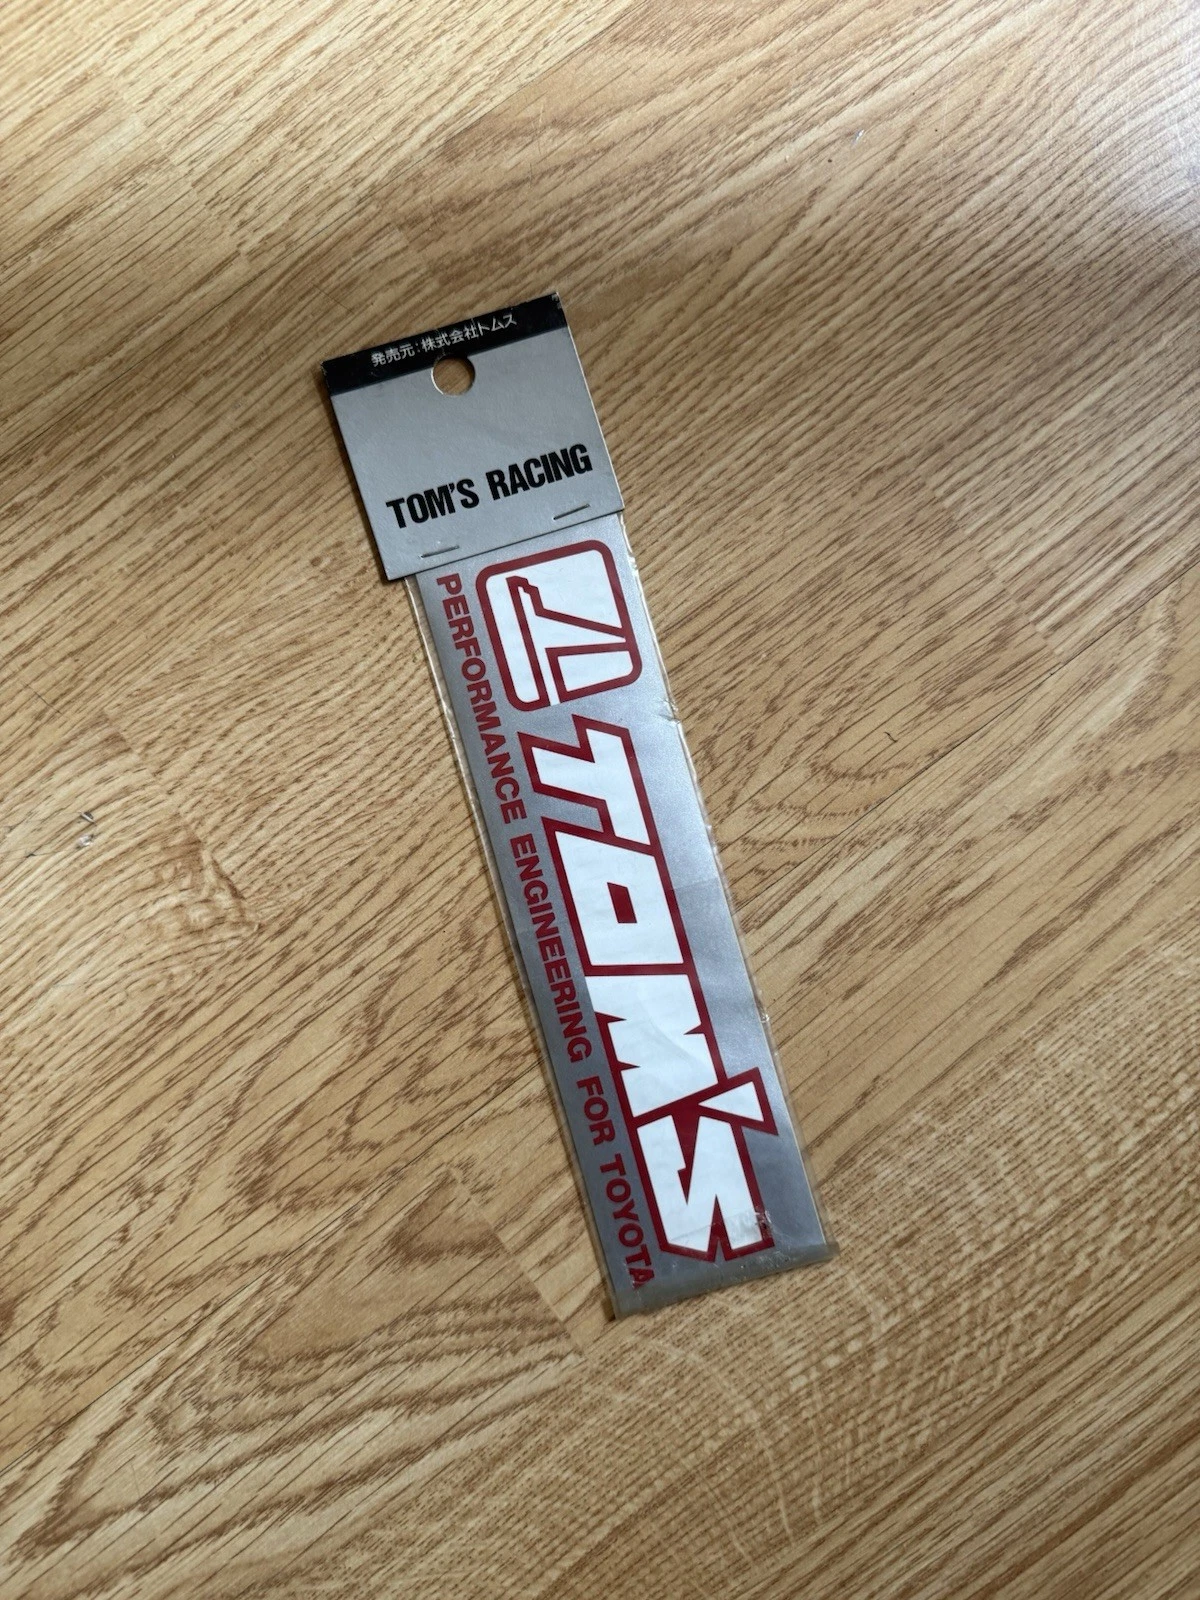 発売元:株式会社トムス
TOM'S RACING
TOM'S
PERFORMANCE ENGINEERING FOR TOYOTA